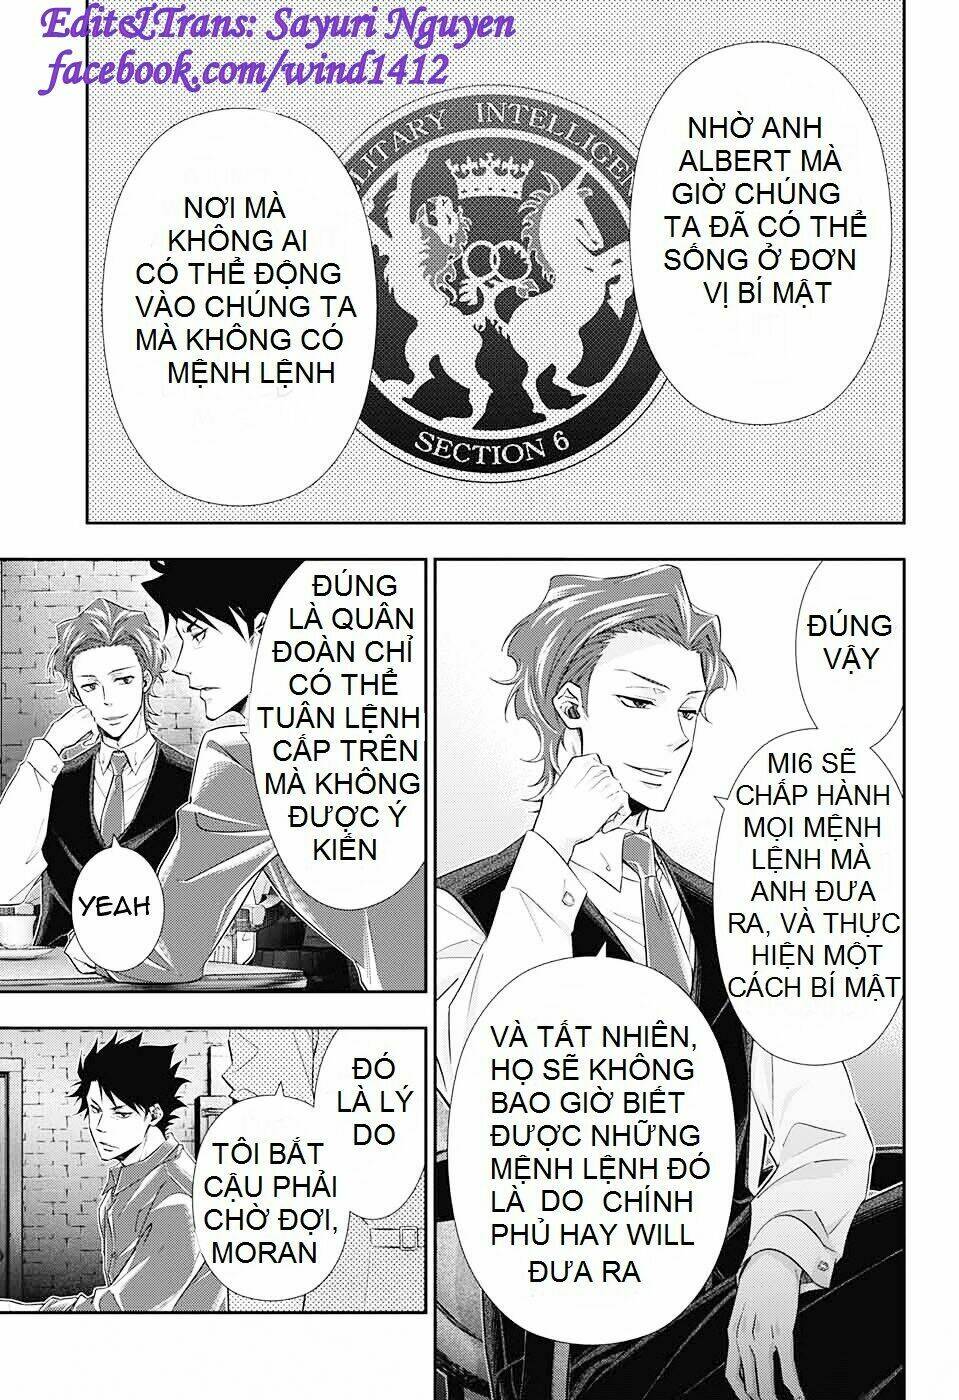 Edit&Trans: Sayuri Nguyen
facebook.com/wind1412
NHỜ ANH
ALBERT MÀ
GIỜ CHÚNG
TA ĐÃ CÓ THỂ
SỐNG Ở ĐƠN
VỊ BÍ MẬT
NƠI MÀ
KHÔNG AI
CÓ THỂ ĐỘNG
VÀO CHÚNG TA
MÀ KHÔNG CÓ
MỆNH LỆNH
MILITARY INTELLIGEN
SECTION 6
ĐÚNG
VẬY
MI6 SẼ
CHẤP HÀNH
MỌI MỆNH
LỆNH MÀ
ANH ĐƯA
RA, VÀ THỰC
HIỆN MỘT
CÁCH BÍ MẬT
VÀ TẤT NHIÊN,
HỌ SẼ KHÔNG
BAO GIỜ BIẾT
ĐƯỢC NHỮNG
MỆNH LỆNH ĐÓ
LÀ DO CHÍNH
PHỦ HAY WILL
ĐƯA RA
ĐÚNG
LÀ QUÂN
ĐOÀN CHỈ
CÓ THỂ
TUÂN LỆNH
CẤP TRÊN
MÀ KHÔNG
ĐƯỢC Ý
KIẾN
YEAH
ĐÓ
LÀ LÝ
DO
TÔI BẮT
CẬU PHẢI
CHỜ ĐỢI,
MORAN